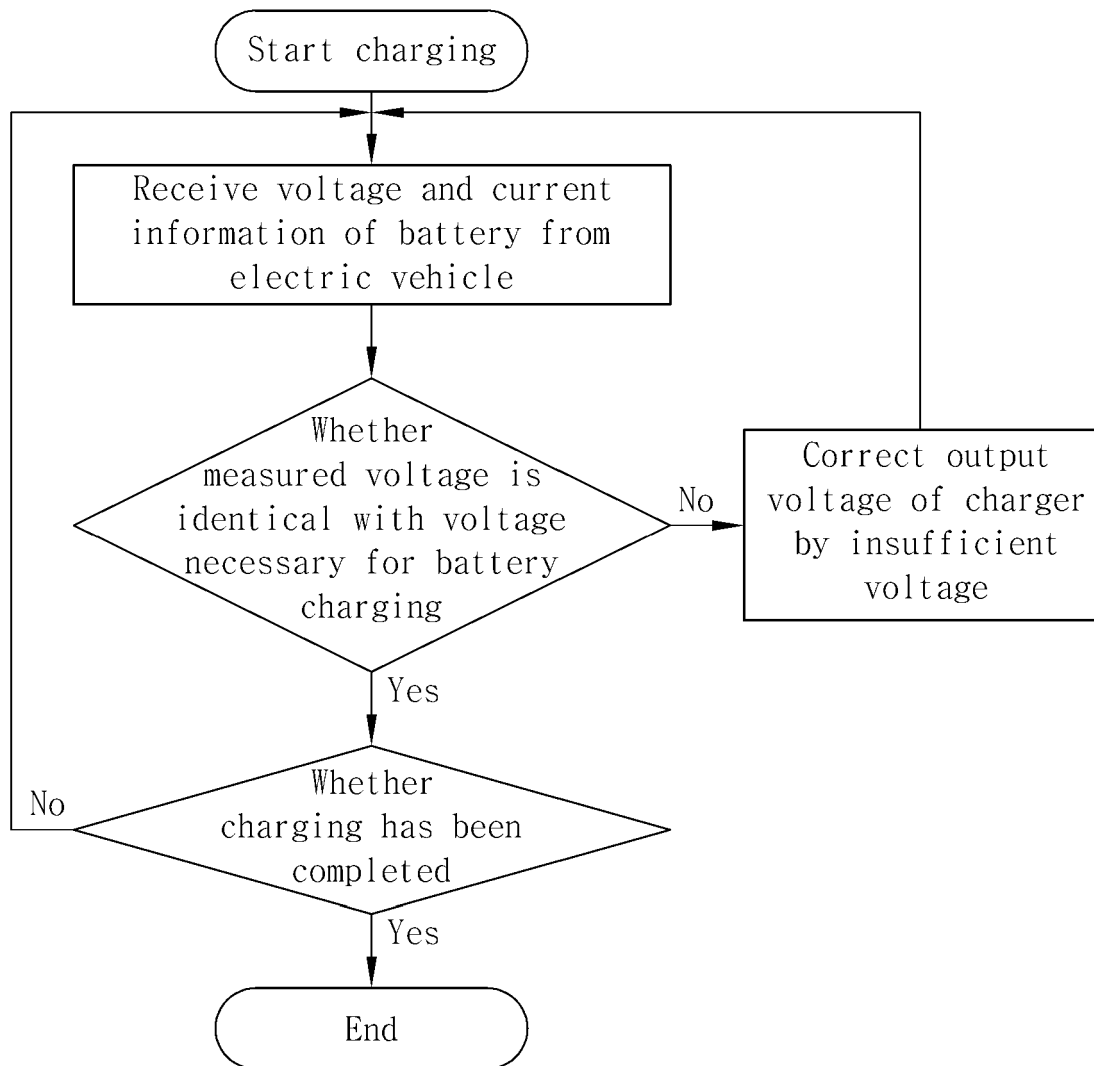 Start charging
Receive voltage and current
information of battery from
electric vehicle
Whether
measured voltage is
identical with voltage
necessary for battery
charging
No
Correct output
voltage of charger
by insufficient
voltage
Yes
Whether
charging has been
completed
No
Yes
End